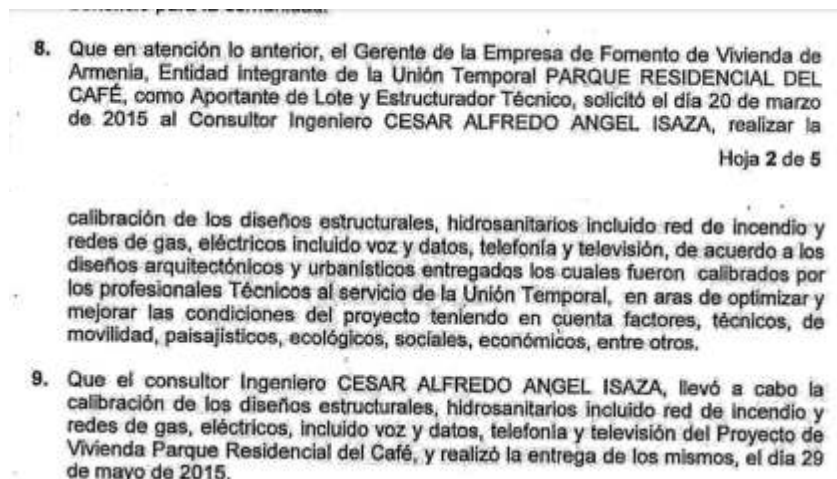 8. Que en atención lo anterior, el Gerente de la Empresa de Fomento de Vivienda de
Armenia, Entidad Integrante de la Unión Temporal PARQUE RESIDENCIAL DEL
CAFÉ, como Aportante de Lote y Estructurador Técnico, solicitó el día 20 de marzo
de 2015 al Consultor Ingeniero CESAR ALFREDO ANGEL ISAZA, realizar la
Hoja 2 de 5
calibración de los diseños estructurales, hidrosanitarios incluido red de incendio y
redes de gas, eléctricos incluido voz y datos, telefonía y televisión, de acuerdo a los
diseños arquitectónicos y urbanísticos entregados los cuales fueron calibrados por
los profesionales Técnicos al servicio de la Unión Temporal, en aras de optimizar y
mejorar las condiciones del proyecto teniendo en cuenta factores, técnicos, de
movilidad, paisajísticos, ecológicos, sociales, económicos, entre otros.
9. Que el consultor Ingeniero CESAR ALFREDO ANGEL ISAZA, llevó a cabo la
calibración de los diseños estructurales, hidrosanitarios incluido red de incendio y
redes de gas, eléctricos, incluido voz y datos, telefonía y televisión del Proyecto de
Vivienda Parque Residencial del Café, y realizó la entrega de los mismos, el día 29
de mayo de 2015.